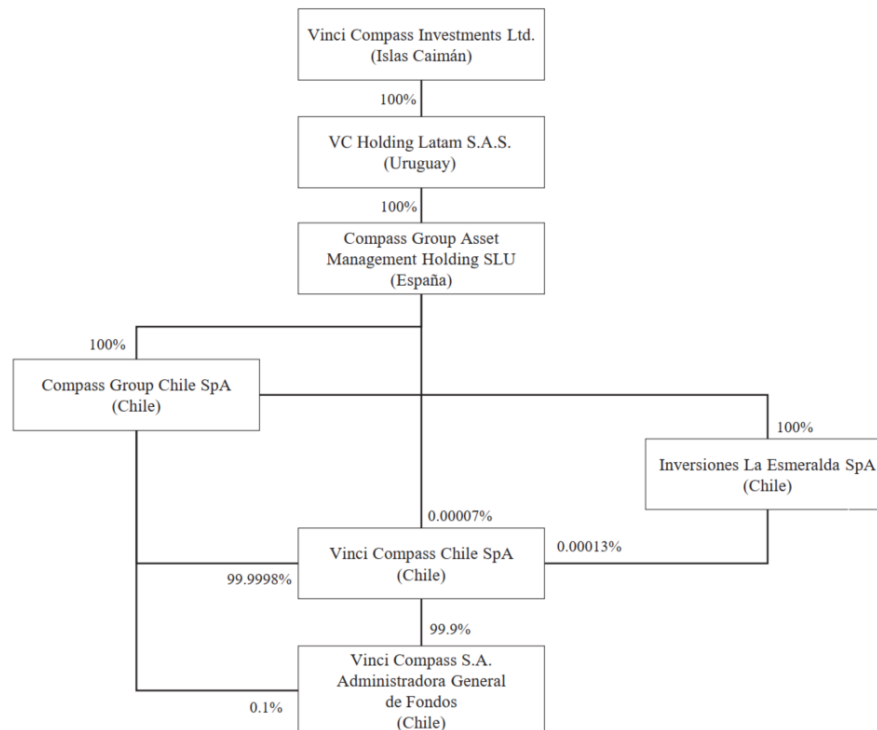 Vinci Compass Investments Ltd.
(Islas Caimán)
100%
VC Holding Latam S.A.S.
(Uruguay)
100%
Compass Group Asset
Management Holding SLU
(España)
100%
Compass Group Chile SpA
(Chile)
100%
Inversiones La Esmeralda SpA
(Chile)
0.00007%
Vinci Compass Chile SpA
(Chile)
0.00013%
99.9998%
99.9%
Vinci Compass S.A.
Administradora General
de Fondos
(Chile)
0.1%